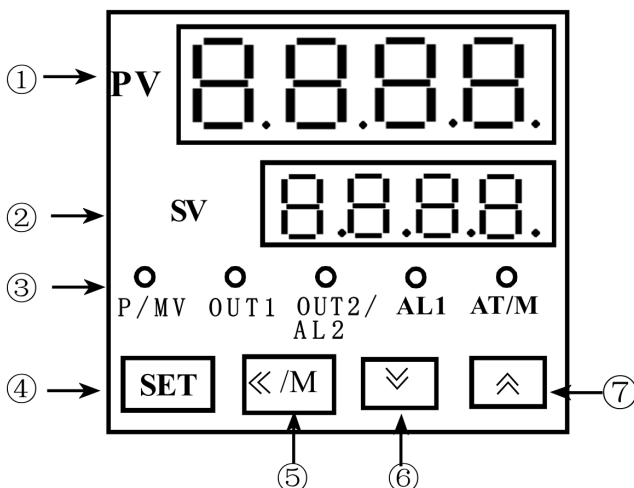 ① PV 8.8.8.8.
② SV 8.8.8.8.
③ P/MV OUT1 OUT2/AL2 AL1 AT/M
④ SET «/M
⑤ ⑥ ⑦